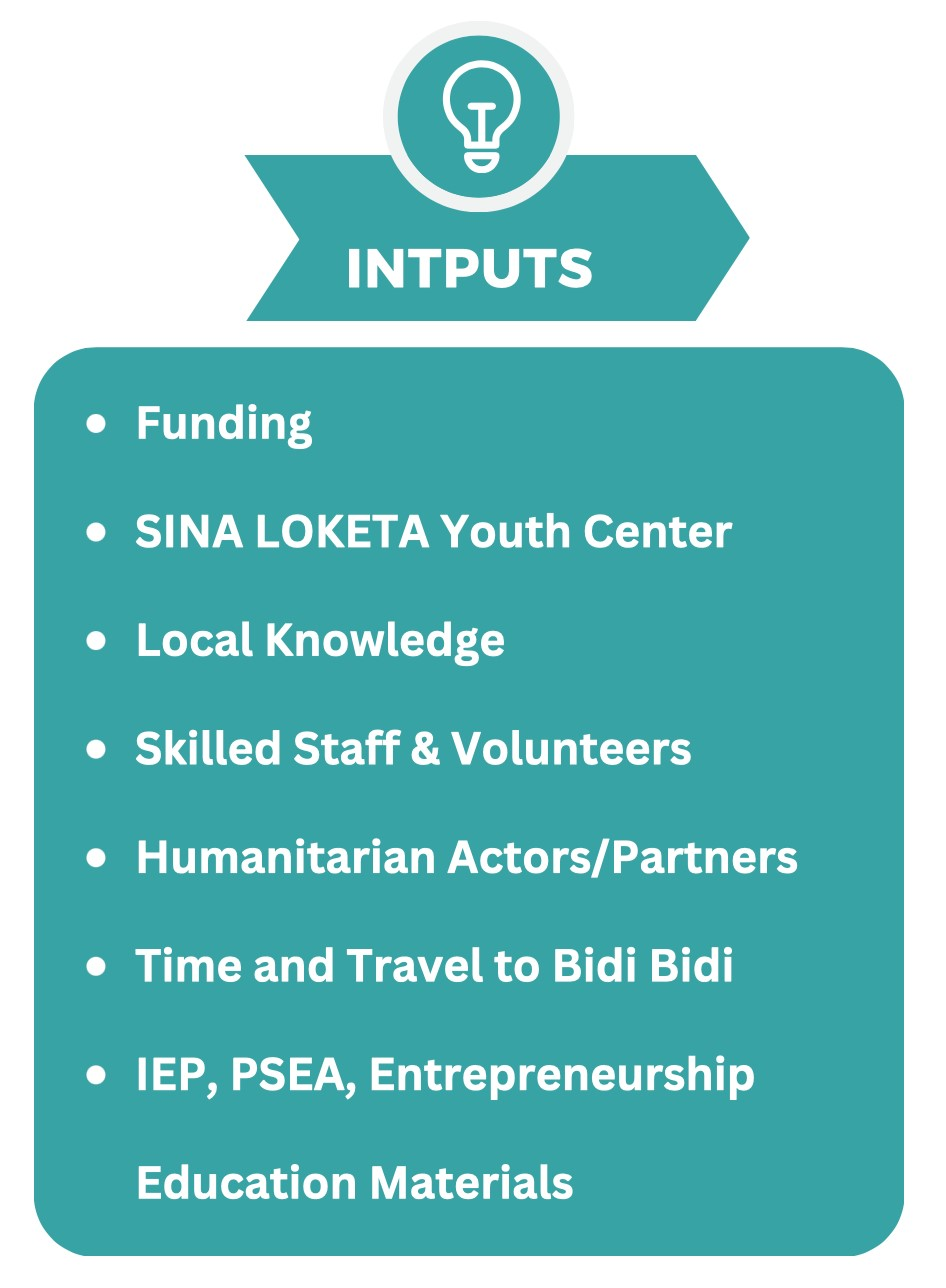 INTPUTS
• Funding
• SINA LOKETA Youth Center
• Local Knowledge
• Skilled Staff & Volunteers
• Humanitarian Actors/Partners
• Time and Travel to Bidi Bidi
• IEP, PSEA, Entrepreneurship
Education Materials